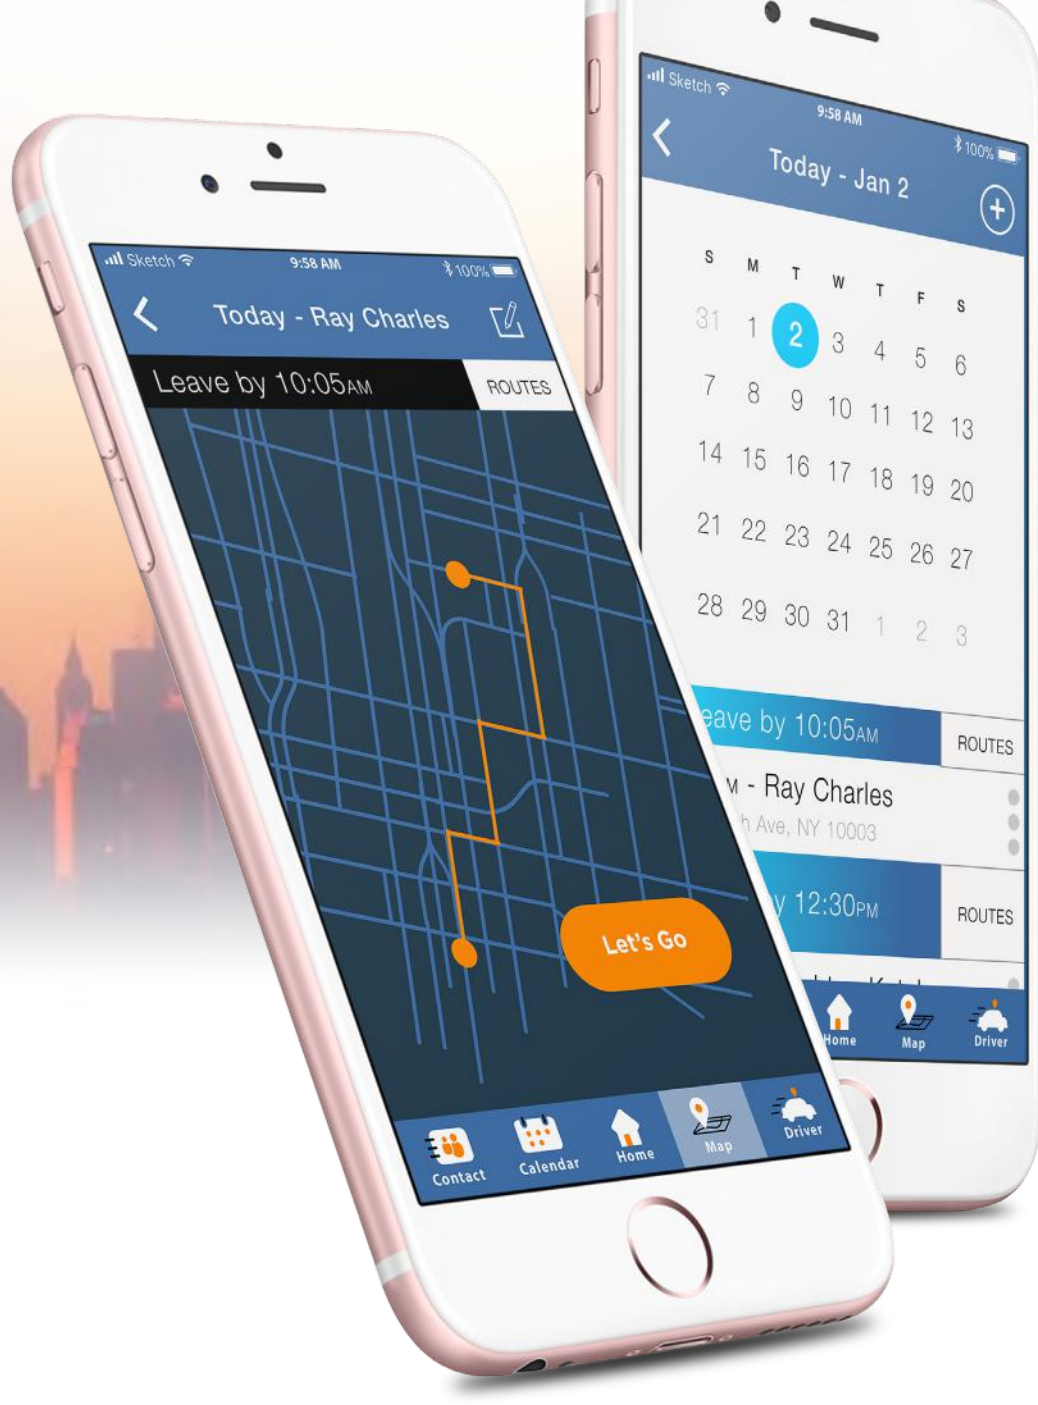 Sketch
9:58 AM
100%
Today - Ray Charles
Leave by 10:05AM
ROUTES
Let's Go
Contact
Calendar
Home
Map
Driver
Sketch
9:58 AM
100%
Today - Jan 2
S M T W T F S
31 1 2 3 4 5 6
7 8 9 10 11 12 13
14 15 16 17 18 19 20
21 22 23 24 25 26 27
28 29 30 31 1 2 3
eave by 10:05AM
ROUTES
M - Ray Charles
h Ave, NY 10003
y 12:30PM
ROUTES
Home
Map
Driver